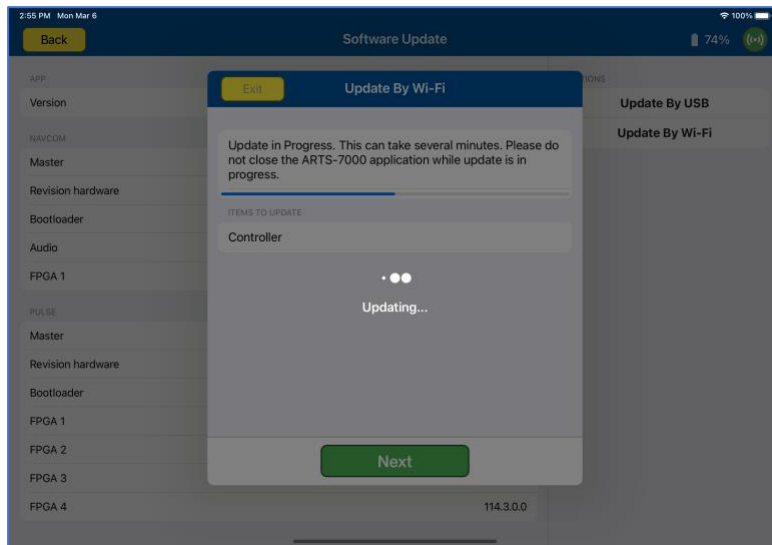 2:55 PM Mon Mar 6
100%
Back
Software Update
74%
APP
Version
NAVCOM
Master
Revision hardware
Bootloader
Audio
FPGA 1
PULSE
Master
Revision hardware
Bootloader
FPGA 1
FPGA 2
FPGA 3
FPGA 4
114.3.0.0
Exit
Update By Wi-Fi
Update in Progress. This can take several minutes. Please do
not close the ARTS-7000 application while update is in
progress.
ITEMS TO UPDATE
Controller
Updating...
Next
IONS
Update By USB
Update By Wi-Fi